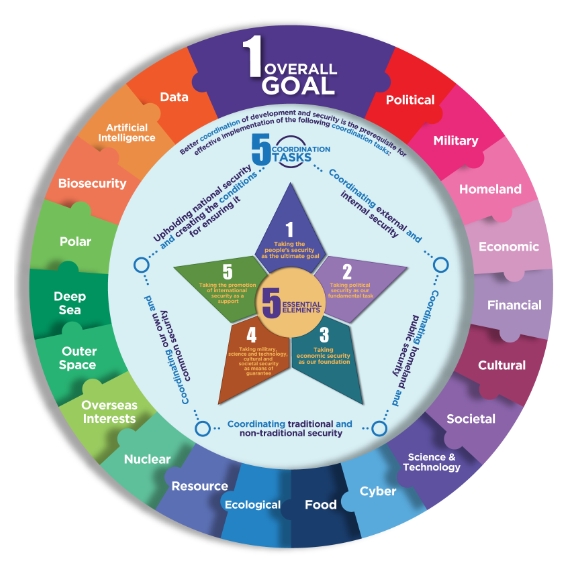 1 OVERALL
GOAL
Political
Military
Homeland
Economic
Financial
Cultural
Societal
Science &
Technology
Cyber
Food
Ecological
Resource
Nuclear
Overseas
Interests
Outer
Space
Deep
Sea
Polar
Biosecurity
Artificial
Intelligence
Data
Better coordination of development and security is the prerequisite for
effective implementation of the following coordination tasks:
5 COORDINATION
TASKS
Coordinating external and
internal security
Coordinating homeland and
public security
Coordinating traditional and
non-traditional security
Coordinating our own and
common security
Upholding national security
and creating the conditions
for ensuring it
1
Taking the
people's security
as the ultimate goal
2
Taking political
security as our
fundamental task
3
Taking
economic security
as our foundation
4
Taking military,
science and technology,
cultural and
societal security
as means of
guarantee
5
Taking the promotion
of international
security as a
support
5 ESSENTIAL
ELEMENTS